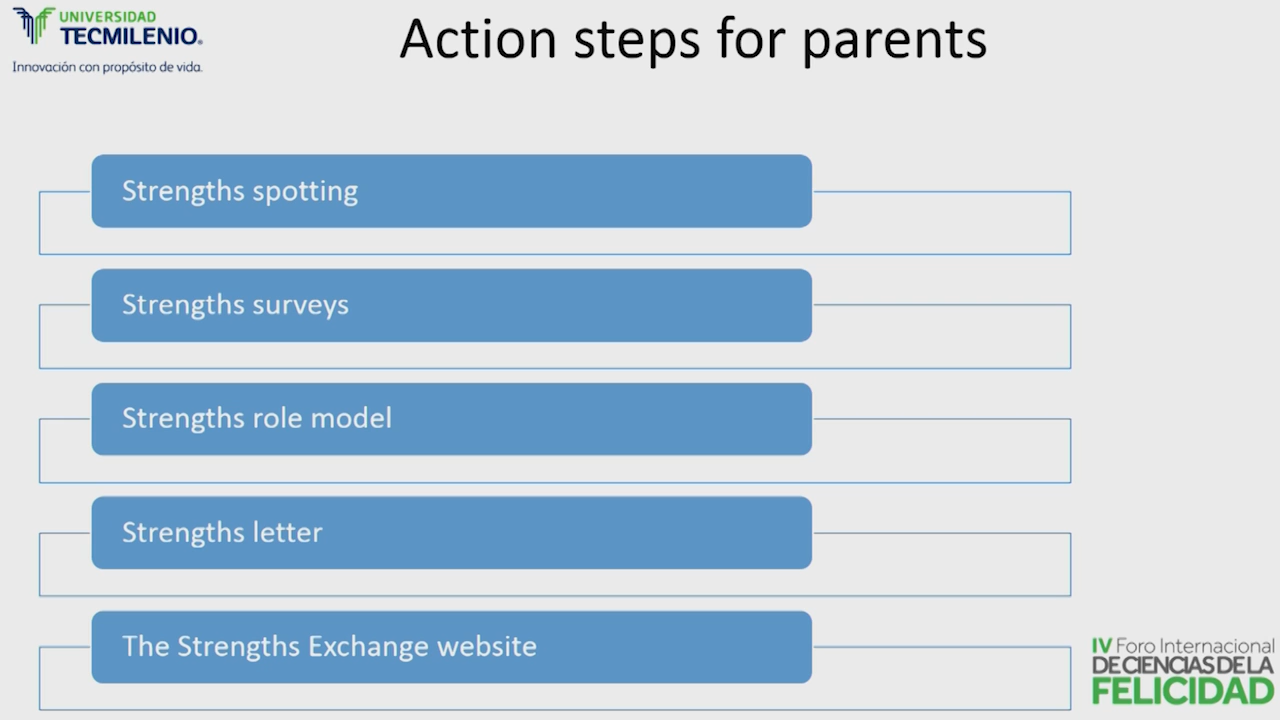 UNIVERSIDAD
TECMILENIO®
Innovación con propósito de vida.
Action steps for parents
Strengths spotting
Strengths surveys
Strengths role model
Strengths letter
The Strengths Exchange website
IV Foro Internacional
DE CIENCIAS DE LA
FELICIDAD